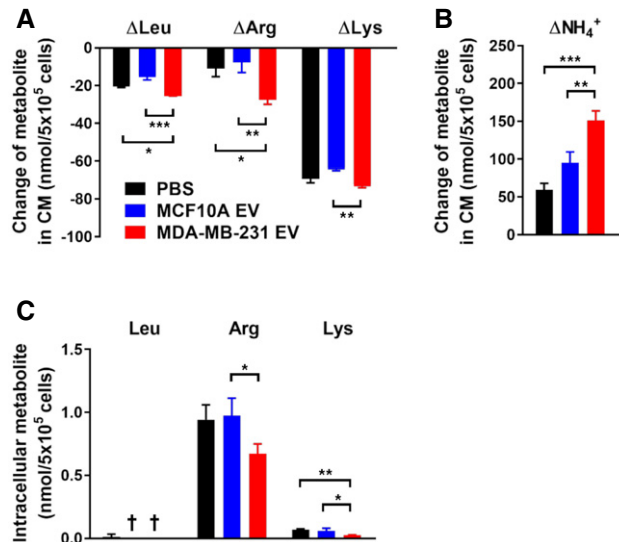 A
ΔLeu ΔArg ΔLys
Change of metabolite
in CM (nmol/5x10⁵ cells)
0
-20
-40
-60
-80
-100
*** ** 
* *
**
PBS
MCF10A EV
MDA-MB-231 EV
B
ΔNH₄⁺
Change of metabolite
in CM (nmol/5x10⁵ cells)
250
200
150
100
50
0
***
**
C
Leu Arg Lys
Intracellular metabolite
(nmol/5x10⁵ cells)
1.5
1.0
0.5
0.0
† †
*
**
*